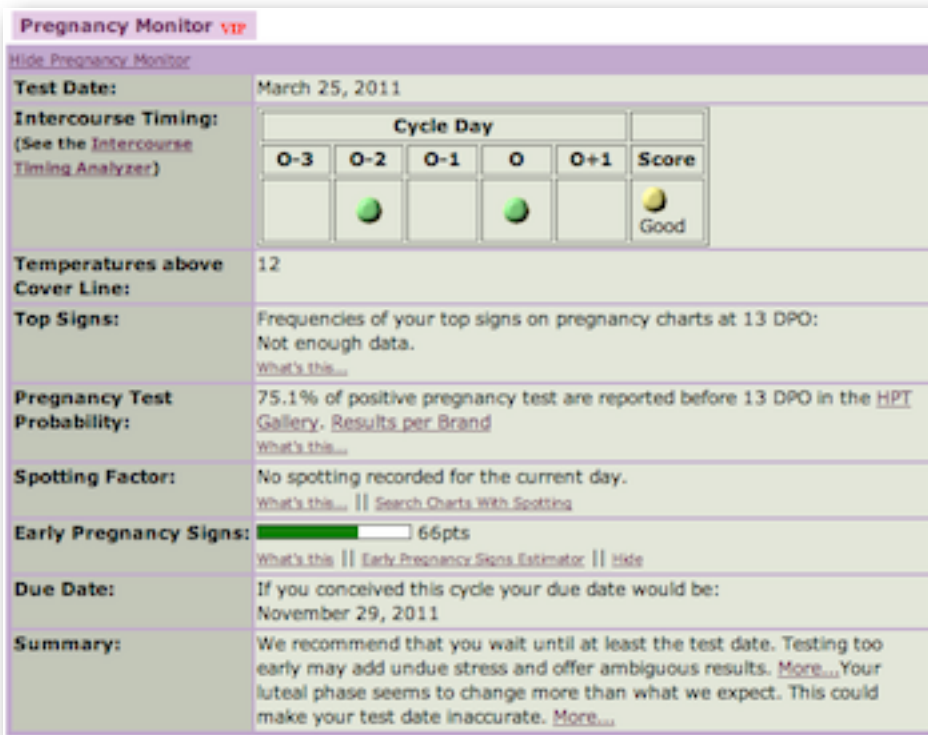 Pregnancy Monitor VIP
Hide Pregnancy Monitor
Test Date: March 25, 2011
Intercourse Timing:
(See the Intercourse
Timing Analyzer)
Cycle Day
O-3 O-2 O-1 O O+1 Score
Good
Temperatures above
Cover Line:
12
Top Signs:
Frequencies of your top signs on pregnancy charts at 13 DPO:
Not enough data.
What's this...
Pregnancy Test
Probability:
75.1% of positive pregnancy test are reported before 13 DPO in the HPT
Gallery. Results per Brand
What's this...
Spotting Factor:
No spotting recorded for the current day.
What's this... || Search Charts With Spotting
Early Pregnancy Signs: 66pts
What's this || Early Pregnancy Signs Estimator || Hide
Due Date:
If you conceived this cycle your due date would be:
November 29, 2011
Summary:
We recommend that you wait until at least the test date. Testing too
early may add undue stress and offer ambiguous results. More...Your
luteal phase seems to change more than what we expect. This could
make your test date inaccurate. More...